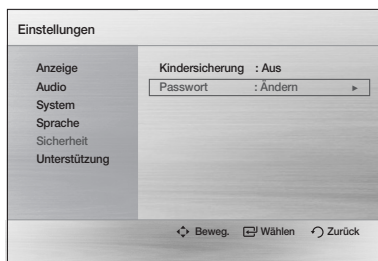 Einstellungen
Anzeige
Audio
System
Sprache
Sicherheit
Unterstützung
Kindersicherung : Aus
Passwort : Ändern ►
Beweg. Wählen Zurück